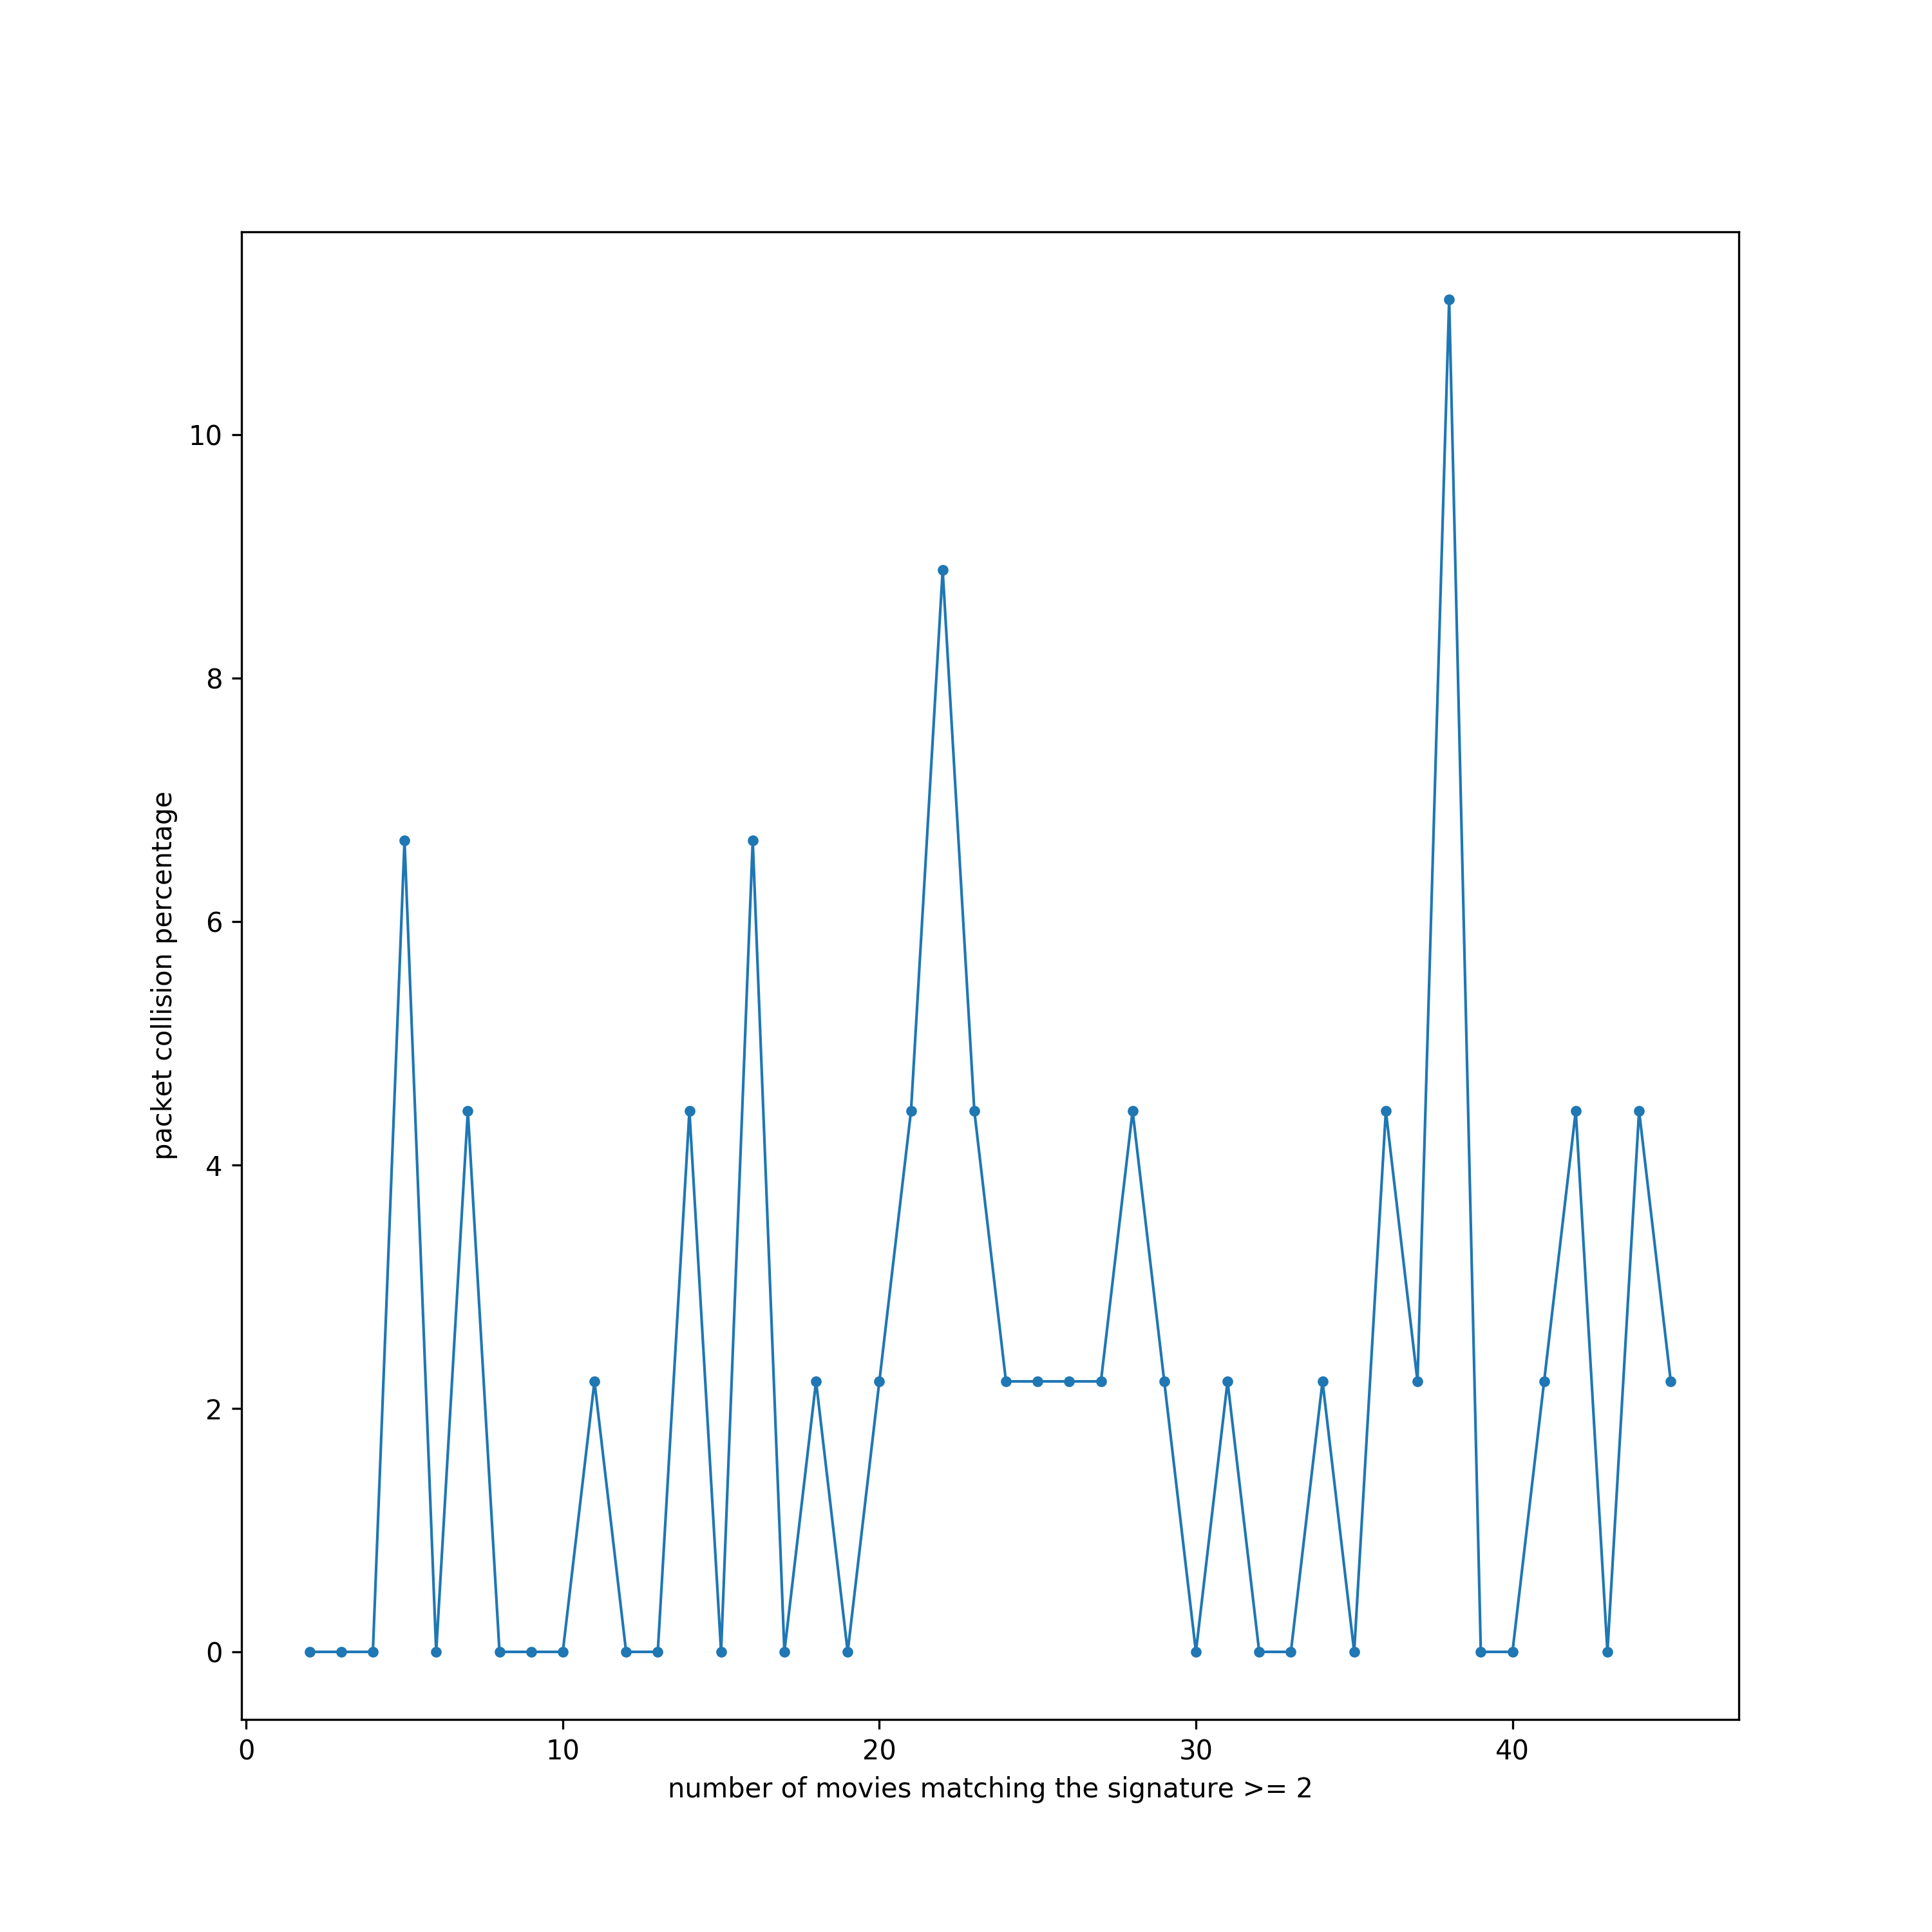 10
8
6
4
2
0
packet collision percentage
0 10 20 30 40
number of movies matching the signature >= 2